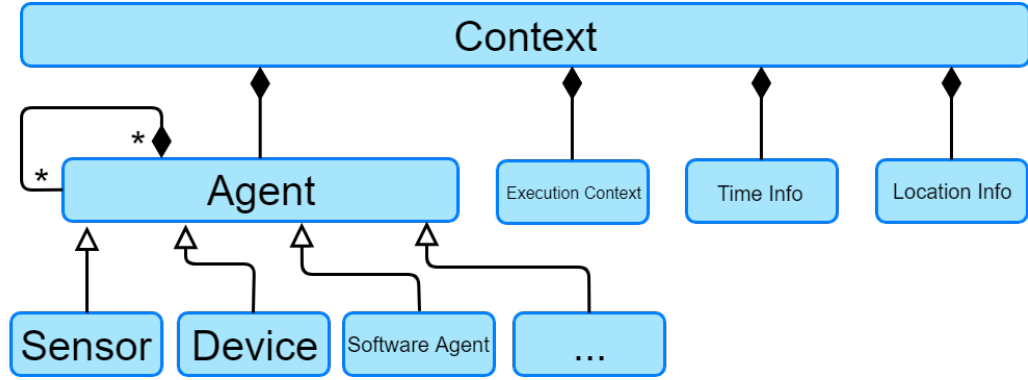 Context
*
*
Agent
Execution Context
Time Info
Location Info
Sensor
Device
Software Agent
...